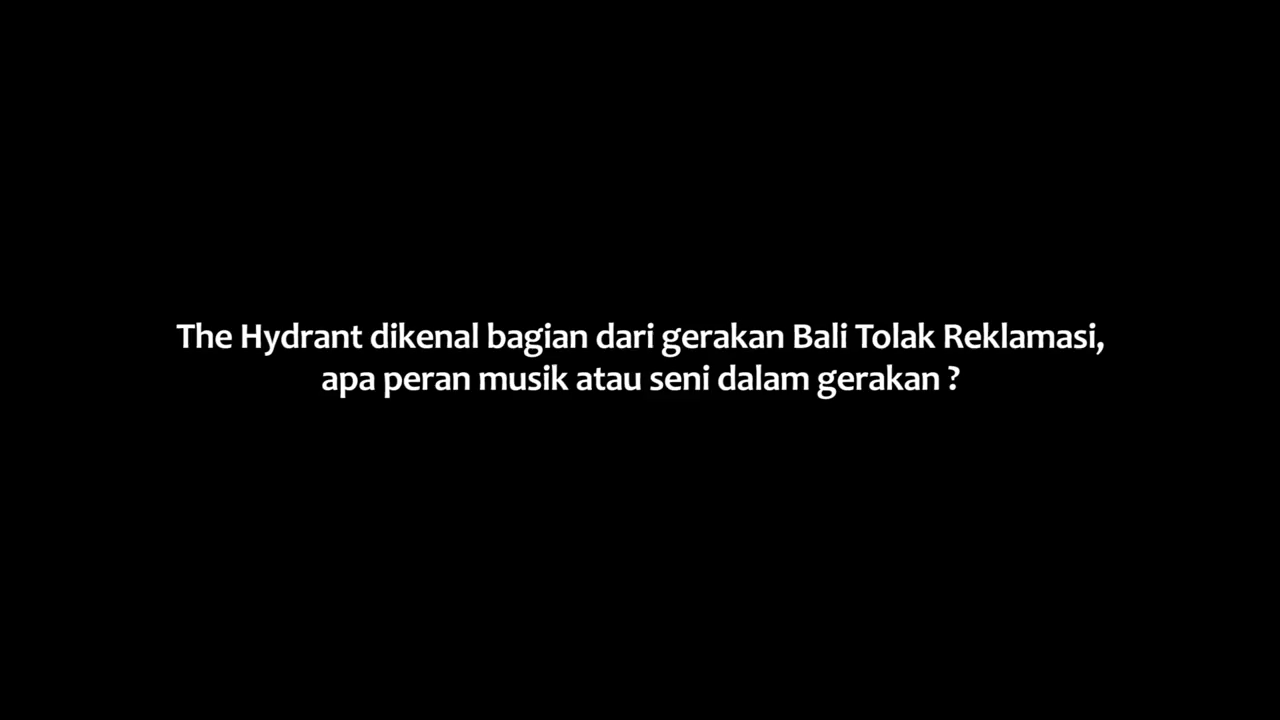 The Hydrant dikenal bagian dari gerakan Bali Tolak Reklamasi,
apa peran musik atau seni dalam gerakan ?